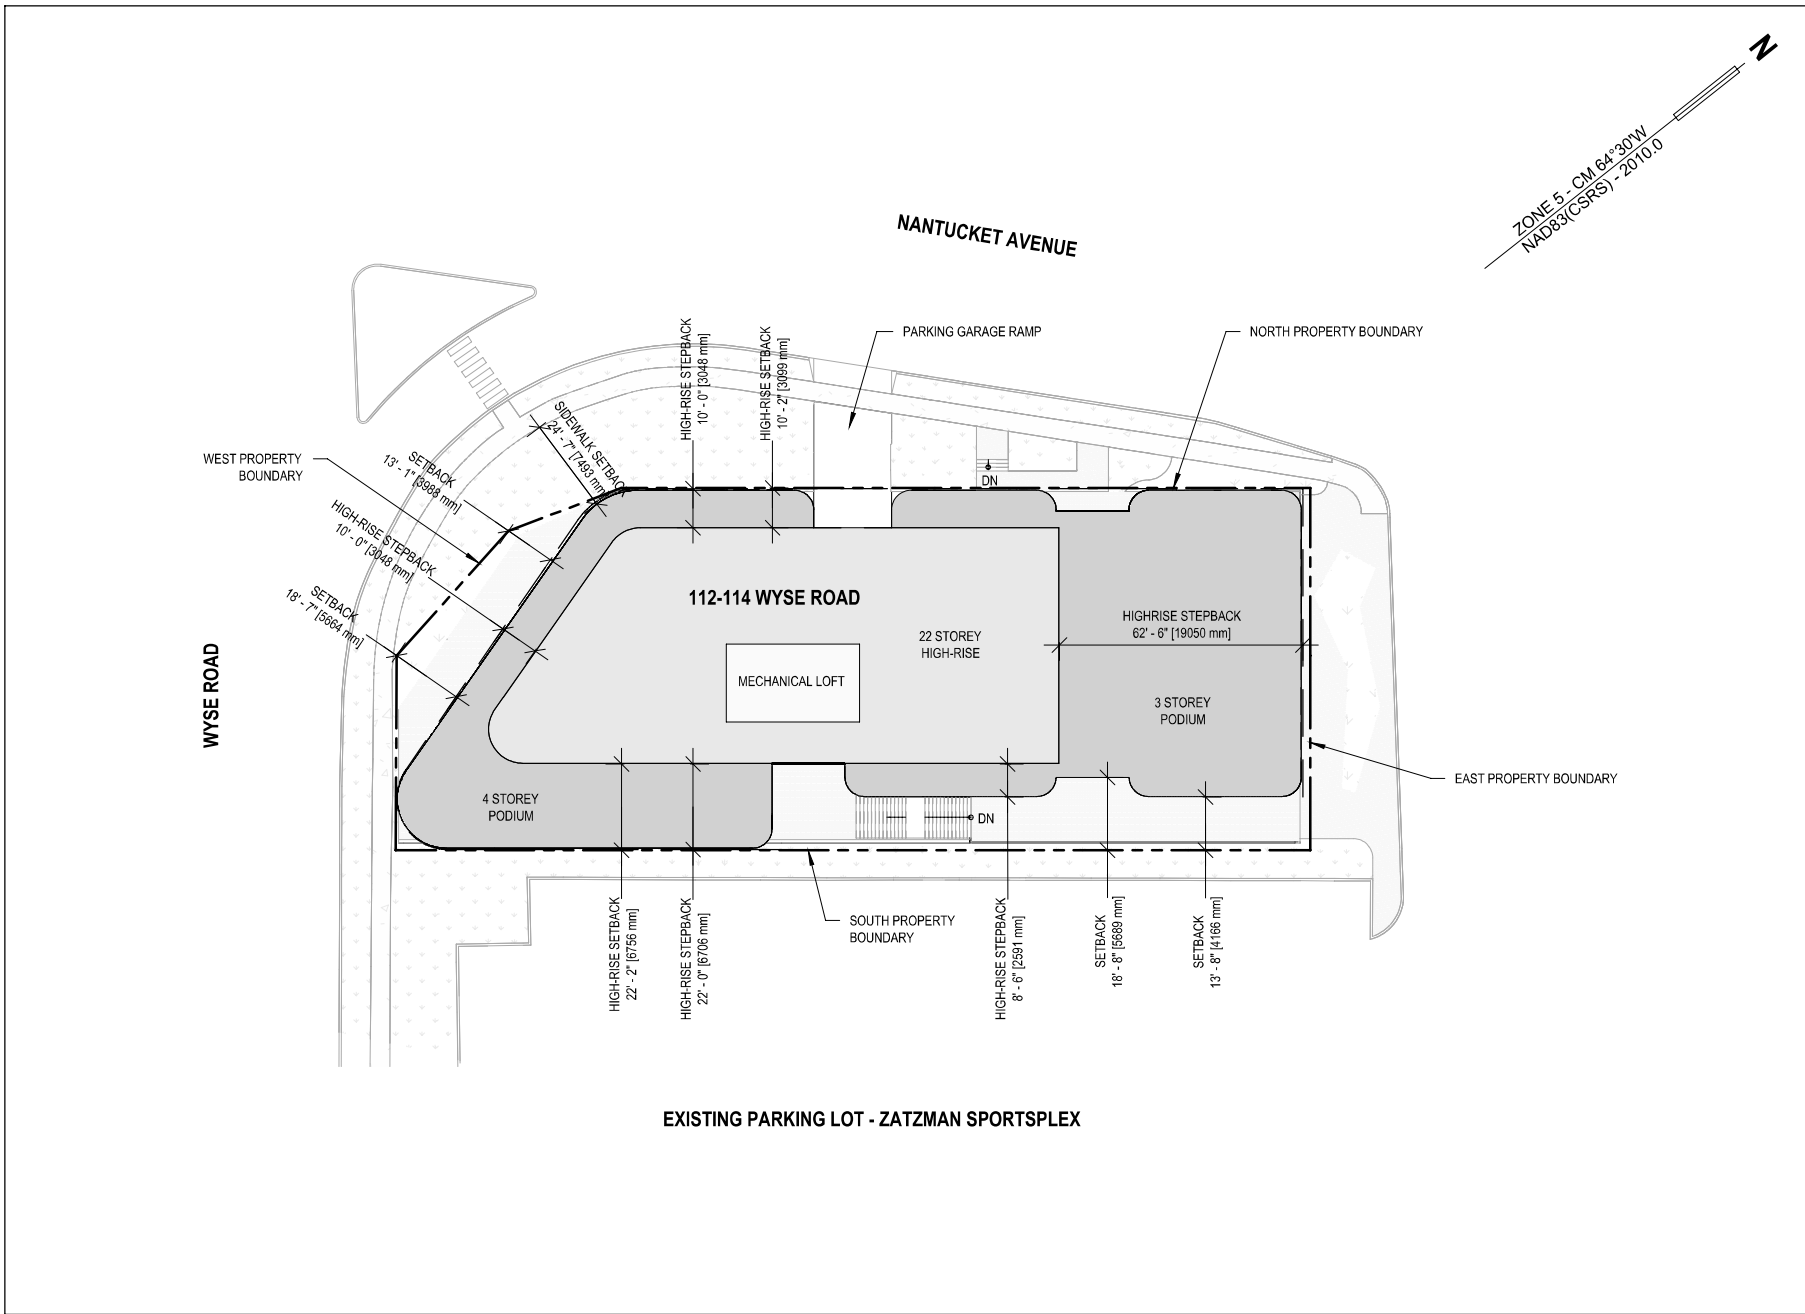 N
ZONE 5 - CM 64°30'W
NAD83(CSRS) - 2010.0
NANTUCKET AVENUE
PARKING GARAGE RAMP
NORTH PROPERTY BOUNDARY
HIGH-RISE STEPBACK
10' - 0" [3048 mm]
HIGH-RISE SETBACK
10' - 2" [3099 mm]
SIDEWALK SETBACK
24' - 7" [7493 mm]
WEST PROPERTY
BOUNDARY
SETBACK
13' - 1" [3988 mm]
HIGH-RISE STEPBACK
10' - 0" [3048 mm]
SETBACK
18' - 7" [5664 mm]
DN
112-114 WYSE ROAD
22 STOREY
HIGH-RISE
HIGHRISE STEPBACK
62' - 6" [19050 mm]
MECHANICAL LOFT
3 STOREY
PODIUM
WYSE ROAD
EAST PROPERTY BOUNDARY
4 STOREY
PODIUM
DN
HIGH-RISE SETBACK
22' - 2" [6756 mm]
HIGH-RISE STEPBACK
22' - 0" [6706 mm]
SOUTH PROPERTY
BOUNDARY
HIGH-RISE STEPBACK
8' - 6" [2591 mm]
SETBACK
18' - 8" [5689 mm]
SETBACK
13' - 8" [4166 mm]
EXISTING PARKING LOT - ZATZMAN SPORTSPLEX